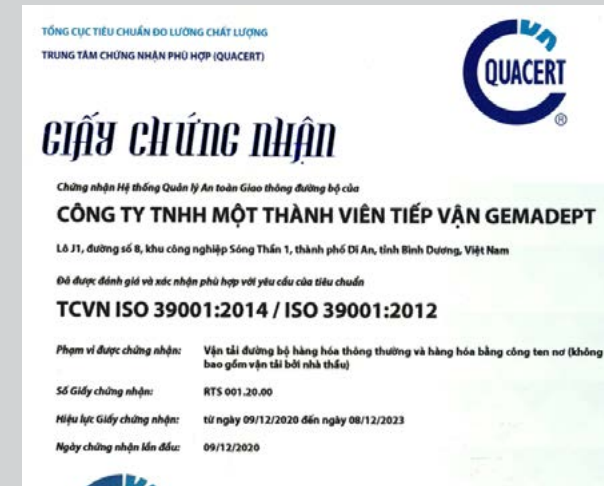 TỔNG CỤC TIÊU CHUẨN ĐO LƯỜNG CHẤT LƯỢNG
TRUNG TÂM CHỨNG NHẬN PHÙ HỢP (QUACERT)
vn
QUACERT
®
GIẤY CHỨNG NHẬN
Chứng nhận Hệ thống Quản lý An toàn Giao thông đường bộ của
CÔNG TY TNHH MỘT THÀNH VIÊN TIẾP VẬN GEMADEPT
Lô J1, đường số 8, khu công nghiệp Sóng Thần 1, thành phố Dĩ An, tỉnh Bình Dương, Việt Nam
Đã được đánh giá và xác nhận phù hợp với yêu cầu của tiêu chuẩn
TCVN ISO 39001:2014 / ISO 39001:2012
Phạm vi được chứng nhận: Vận tải đường bộ hàng hóa thông thường và hàng hóa bằng công ten nơ (không
bao gồm vận tải bởi nhà thầu)
Số Giấy chứng nhận: RTS 001.20.00
Hiệu lực Giấy chứng nhận: từ ngày 09/12/2020 đến ngày 08/12/2023
Ngày chứng nhận lần đầu: 09/12/2020